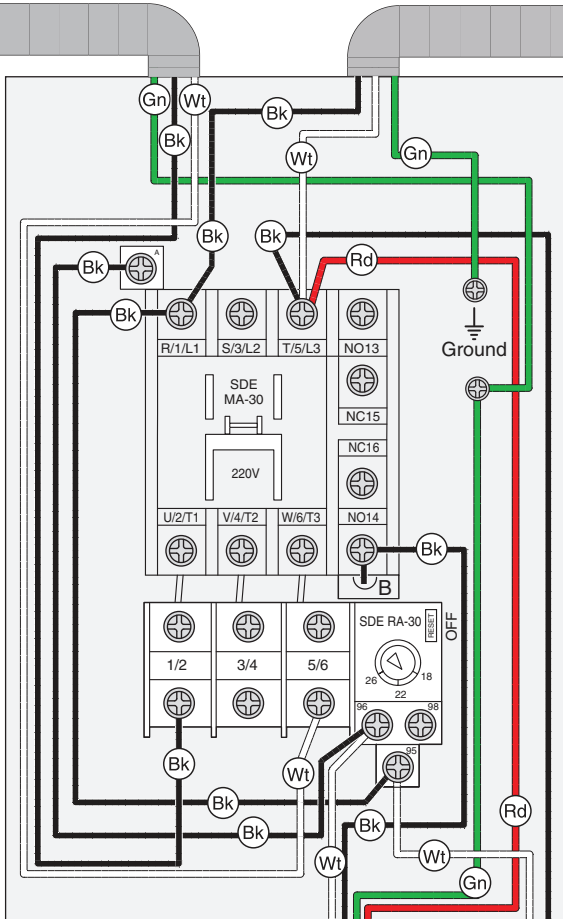 Gn Wt
Bk
Bk
Wt
Gn
Bk Bk
A
Bk
Rd
Bk
R/1/L1 S/3/L2 T/5/L3 NO13
Ground
SDE
MA-30
NC15
NC16
220V
U/2/T1 V/4/T2 W/6/T3 NO14
Bk
B
SDE RA-30
RESET
OFF
1/2 3/4 5/6
26 18
22
96 98
95
Bk Wt
Bk
Rd
Bk
Bk
Wt
Wt
Gn